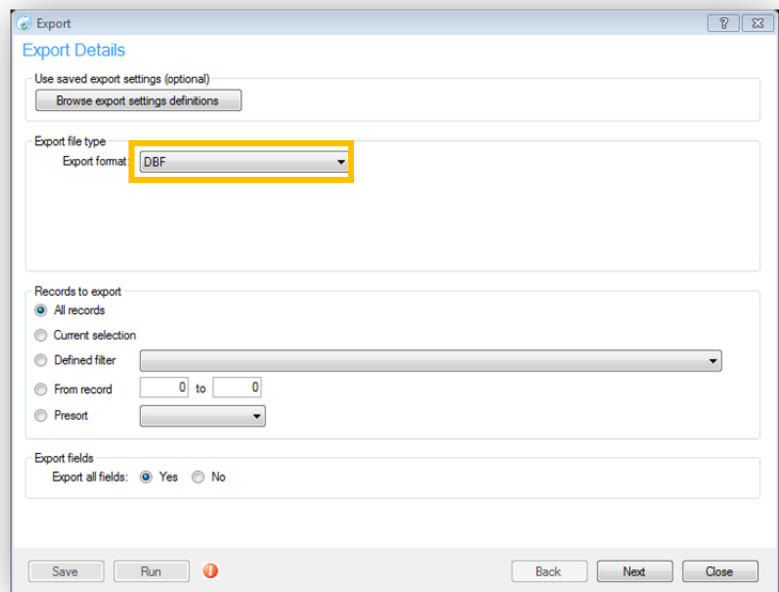 Export
Export Details
Use saved export settings (optional)
Browse export settings definitions
Export file type
Export format: DBF
Records to export
All records
Current selection
Defined filter
From record 0 to 0
Presort
Export fields
Export all fields: Yes No
Save Run Back Next Close